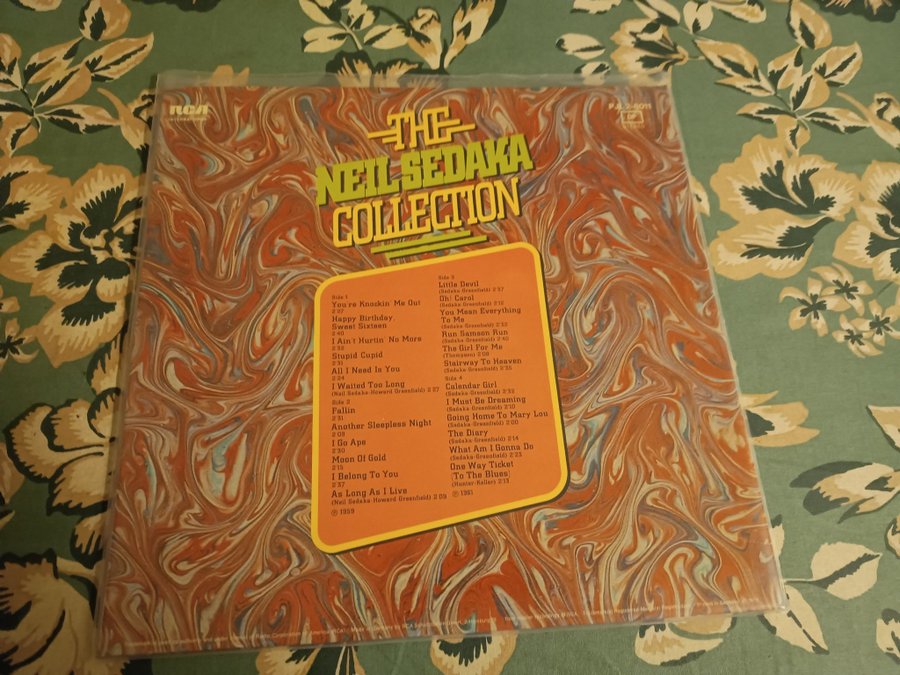 RCA
INTERNATIONAL
PJL 2-8011
THE
NEIL SEDAKA
COLLECTION
Side 1
You're Knockin Me Out
2:27
Happy Birthday,
Sweet Sixteen
2:40
I Ain't Hurtin' No More
2:32
Stupid Cupid
2:31
All I Need Is You
2:24
I Waited Too Long
(Neil Sedaka-Howard Greenfield) 2:27
Side 2
Fallin
2:31
Another Sleepless Night
2:09
I Go Ape
2:30
Moon Of Gold
2:15
I Belong To You
2:37
As Long As I Live
(Neil Sedaka-Howard Greenfield) 2:09
℗ 1959
Side 3
Little Devil
(Sedaka-Greenfield) 2:37
Oh! Carol
(Sedaka-Greenfield) 2:12
You Mean Everything
To Me
(Sedaka-Greenfield) 2:32
Run Samson Run
(Sedaka-Greenfield) 2:40
The Girl For Me
(Thompson) 2:08
Stairway To Heaven
(Sedaka-Greenfield) 2:35
Side 4
Calendar Girl
(Sedaka-Greenfield) 2:32
I Must Be Dreaming
(Sedaka-Greenfield) 2:10
Going Home To Mary Lou
(Sedaka-Greenfield) 2:00
The Diary
(Sedaka-Greenfield) 2:14
What Am I Gonna Do
(Sedaka-Greenfield) 2:23
One Way Ticket
[To The Blues]
(Hunter-Keller) 2:13
℗ 1961